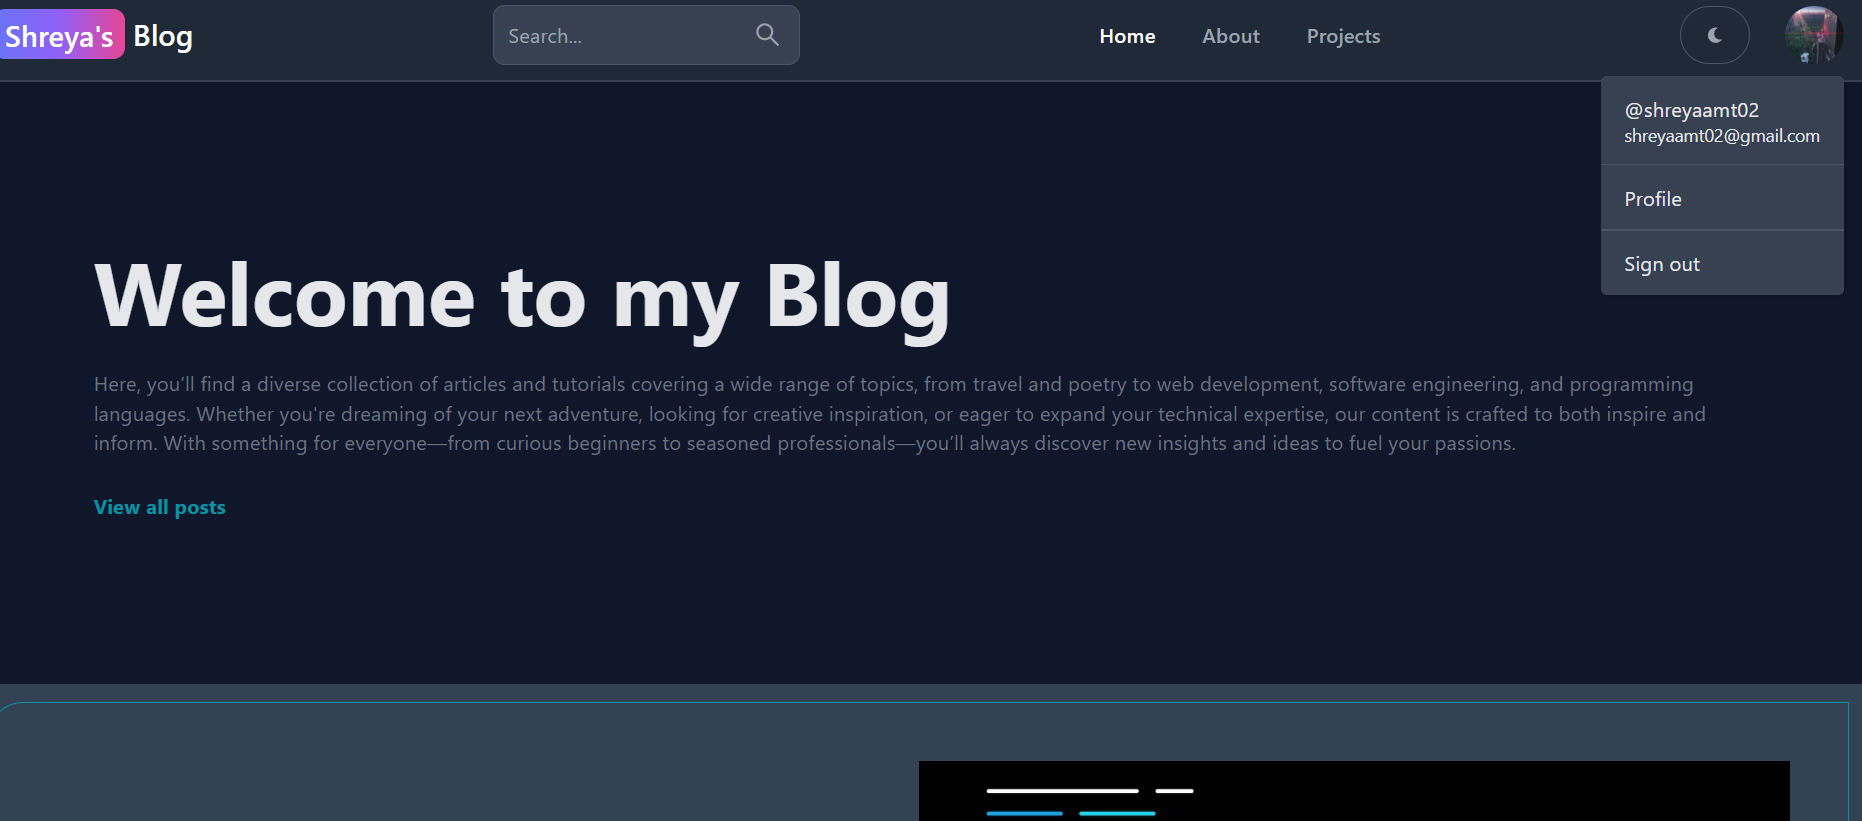 Shreya's Blog
Search...
Home
About
Projects
@shreyaamt02
shreyaamt02@gmail.com
Profile
Sign out
Welcome to my Blog
Here, you’ll find a diverse collection of articles and tutorials covering a wide range of topics, from travel and poetry to web development, software engineering, and programming
languages. Whether you're dreaming of your next adventure, looking for creative inspiration, or eager to expand your technical expertise, our content is crafted to both inspire and
inform. With something for everyone—from curious beginners to seasoned professionals—you’ll always discover new insights and ideas to fuel your passions.
View all posts